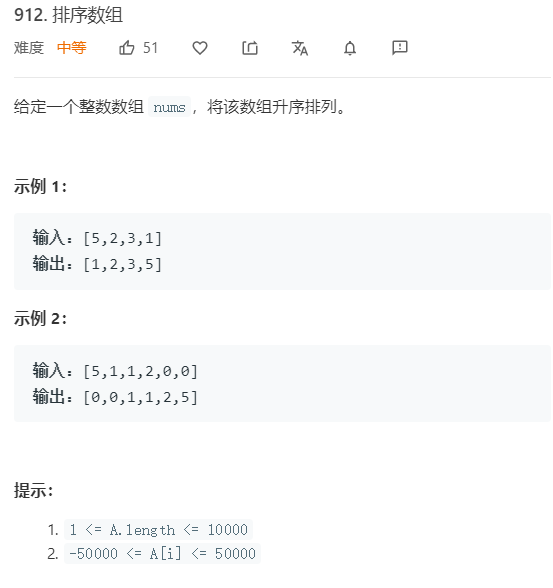 912. 排序数组
难度 中等 51
给定一个整数数组 nums，将该数组升序排列。
示例 1：
输入：[5,2,3,1]
输出：[1,2,3,5]
示例 2：
输入：[5,1,1,2,0,0]
输出：[0,0,1,1,2,5]
提示：
1. 1 <= A.length <= 10000
2. -50000 <= A[i] <= 50000